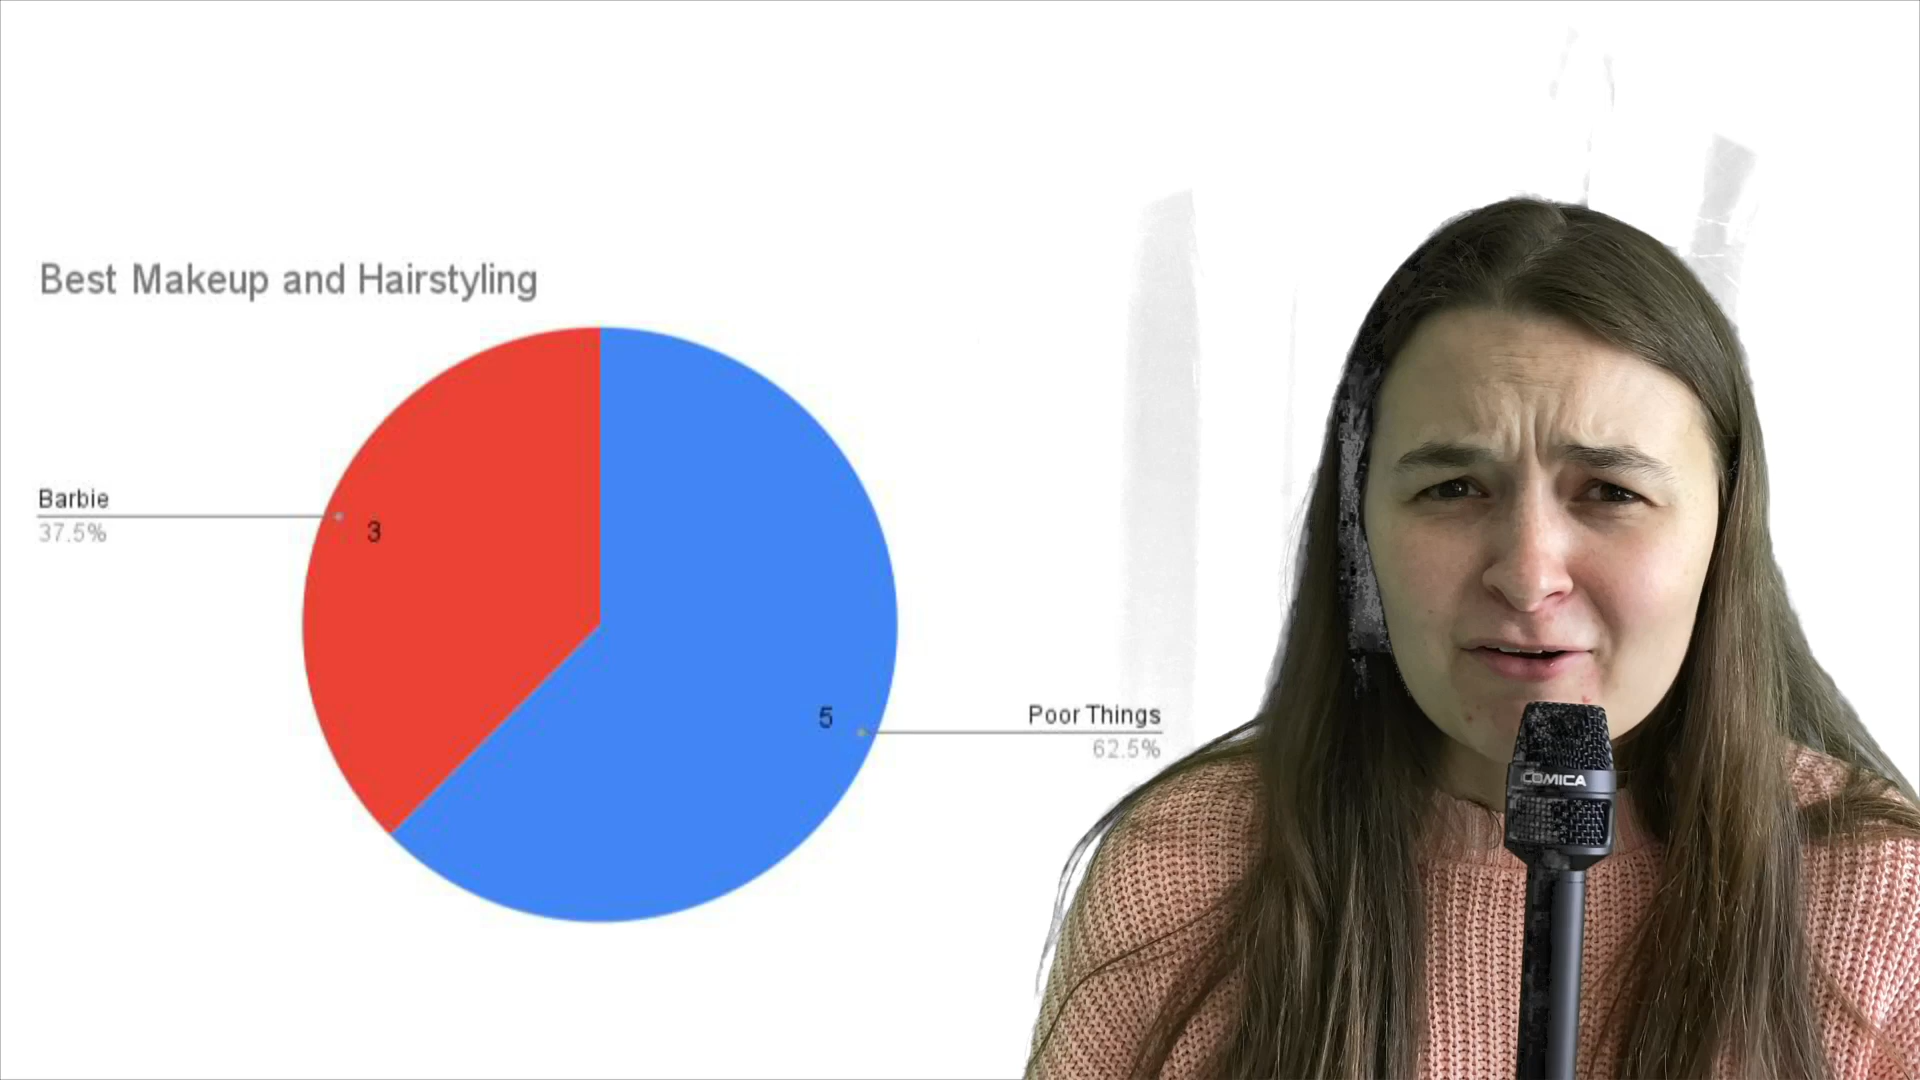 Best Makeup and Hairstyling
Barbie
37.5%
3
5
Poor Things
62.5%
COMICA